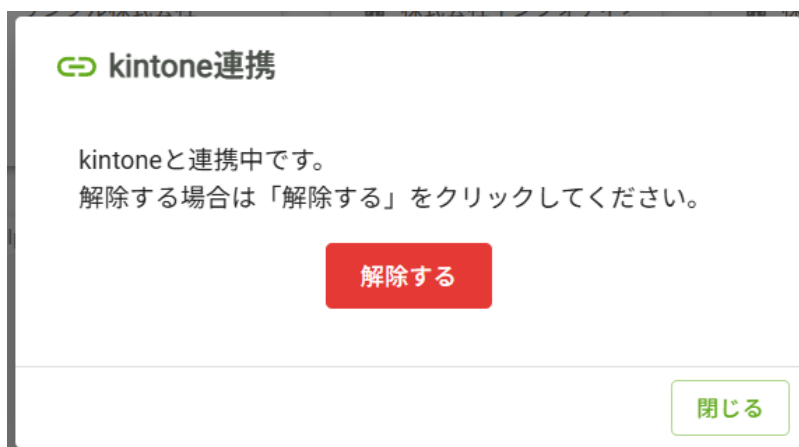 kintone連携
kintoneと連携中です。
解除する場合は「解除する」をクリックしてください。
解除する
閉じる